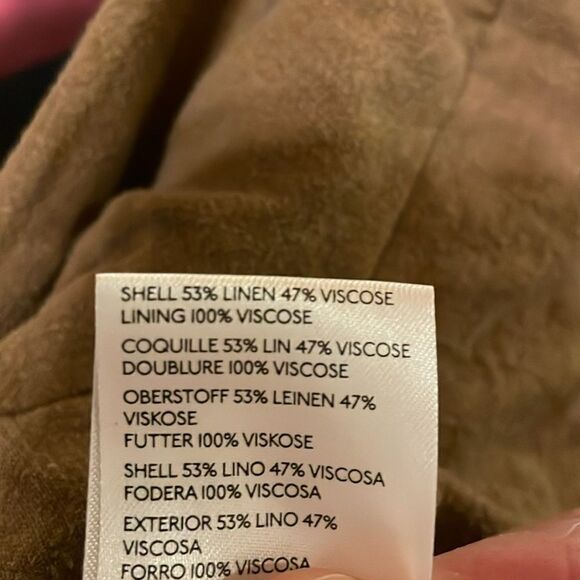 SHELL 53% LINEN 47% VISCOSE
LINING 100% VISCOSE
COQUILLE 53% LIN 47% VISCOSE
DOUBLURE 100% VISCOSE
OBERSTOFF 53% LEINEN 47%
VISKOSE
FUTTER 100% VISKOSE
SHELL 53% LINO 47% VISCOSA
FODERA 100% VISCOSA
EXTERIOR 53% LINO 47%
VISCOSA
FORRO 100% VISCOSA